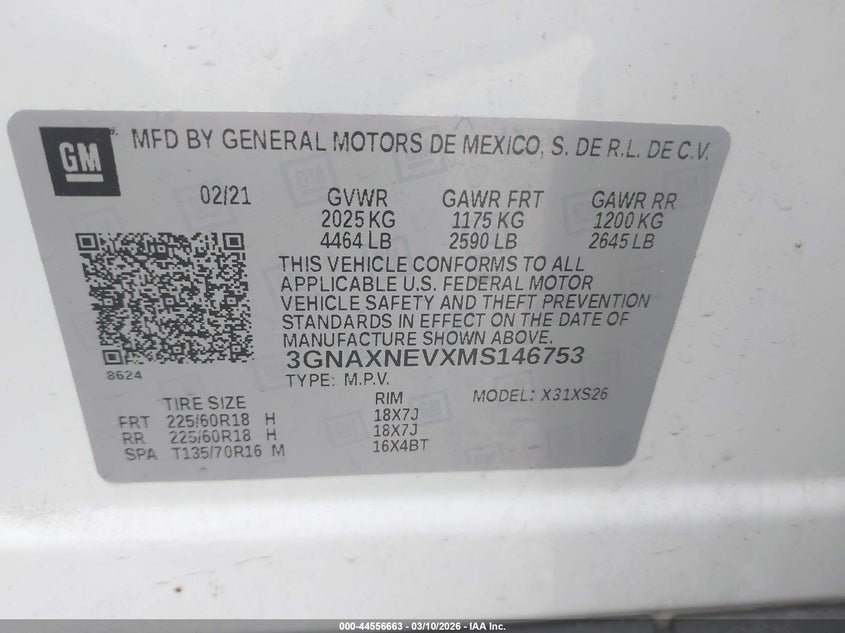 GM
MFD BY GENERAL MOTORS DE MEXICO, S. DE R.L. DE C.V.
02/21
GVWR GAWR FRT GAWR RR
2025 KG 1175 KG 1200 KG
4464 LB 2590 LB 2645 LB
THIS VEHICLE CONFORMS TO ALL
APPLICABLE U.S. FEDERAL MOTOR
VEHICLE SAFETY AND THEFT PREVENTION
STANDARDS IN EFFECT ON THE DATE OF
MANUFACTURE SHOWN ABOVE.
3GNAXNEVXMS146753
8624
TYPE: M.P.V.
MODEL: X31XS26
TIRE SIZE RIM
FRT 225/60R18 H 18X7J
RR 225/60R18 H 18X7J
SPA T135/70R16 M 16X4BT
000-44556663 — 03/10/2026 — IAA Inc.